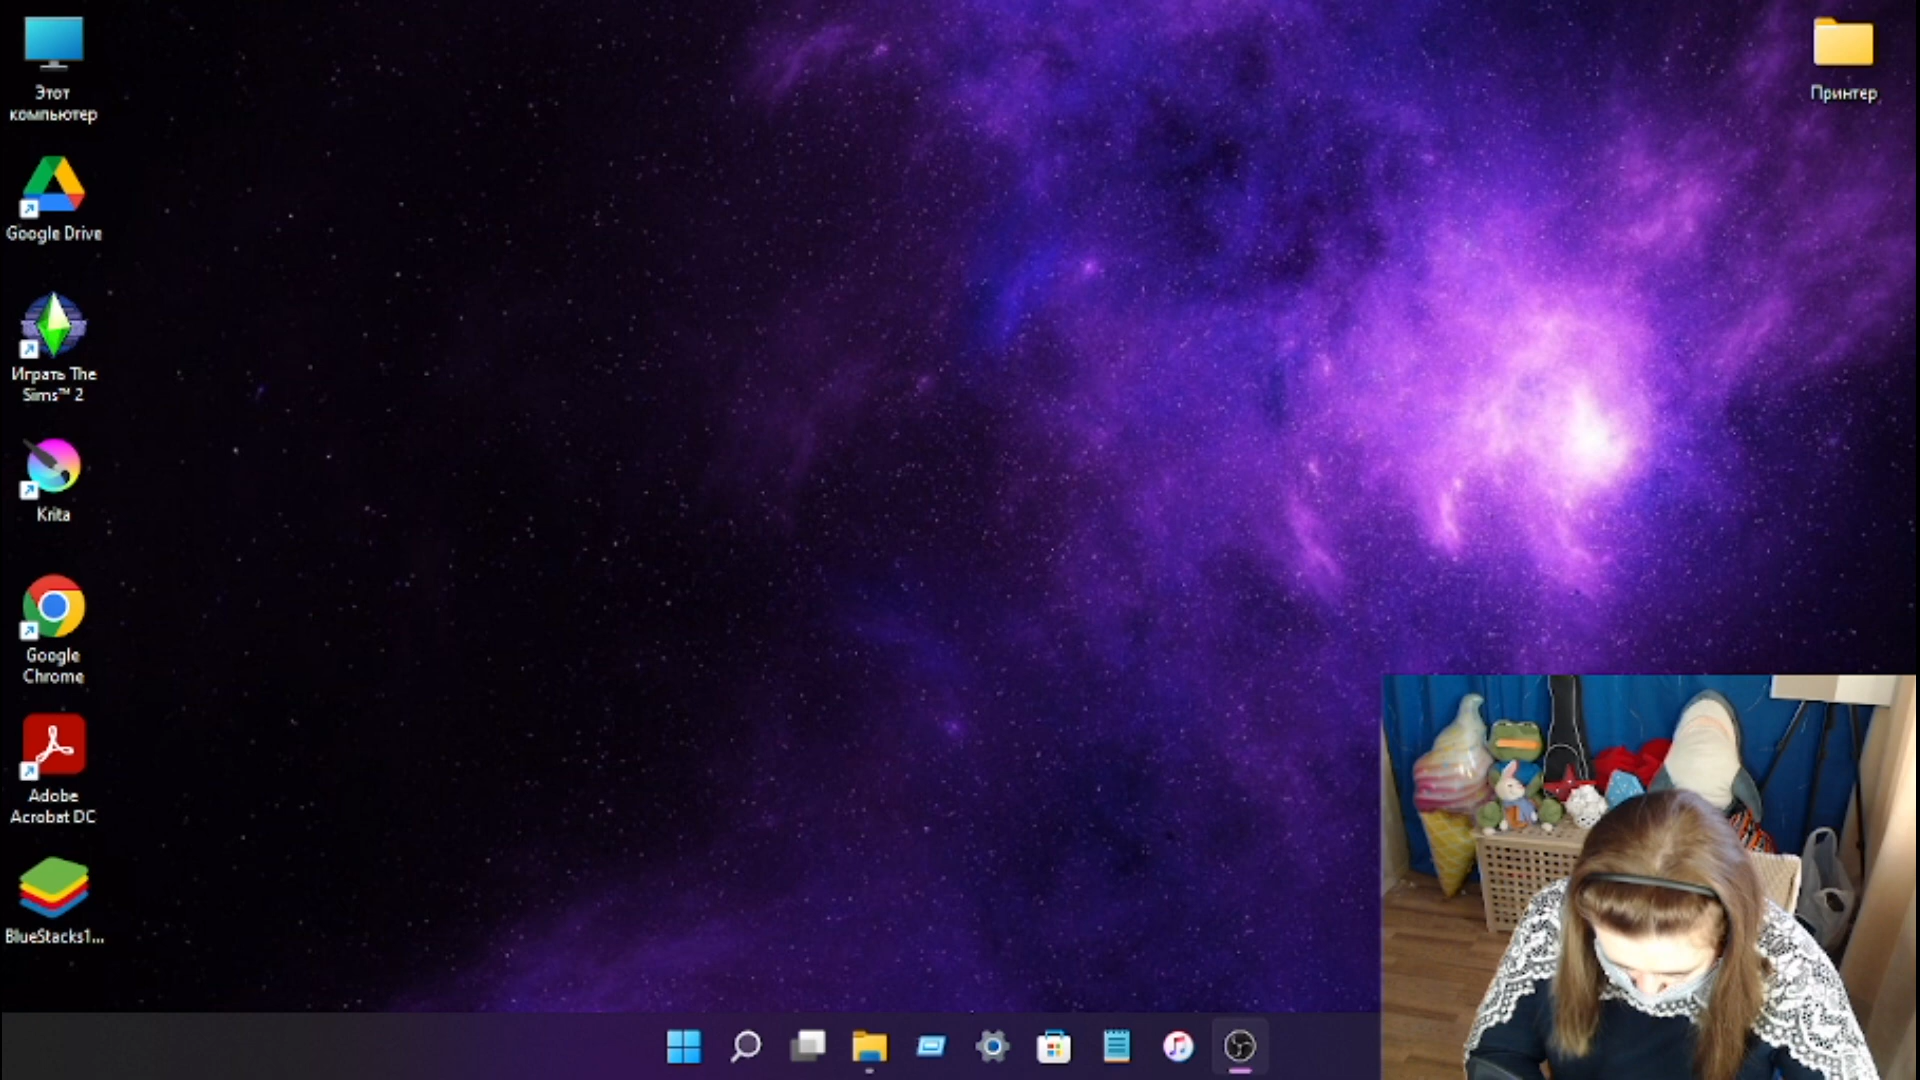 Этот
компьютер
Google Drive
Играть The
Sims™ 2
Krita
Google
Chrome
Adobe
Acrobat DC
BlueStacks1...
Принтер